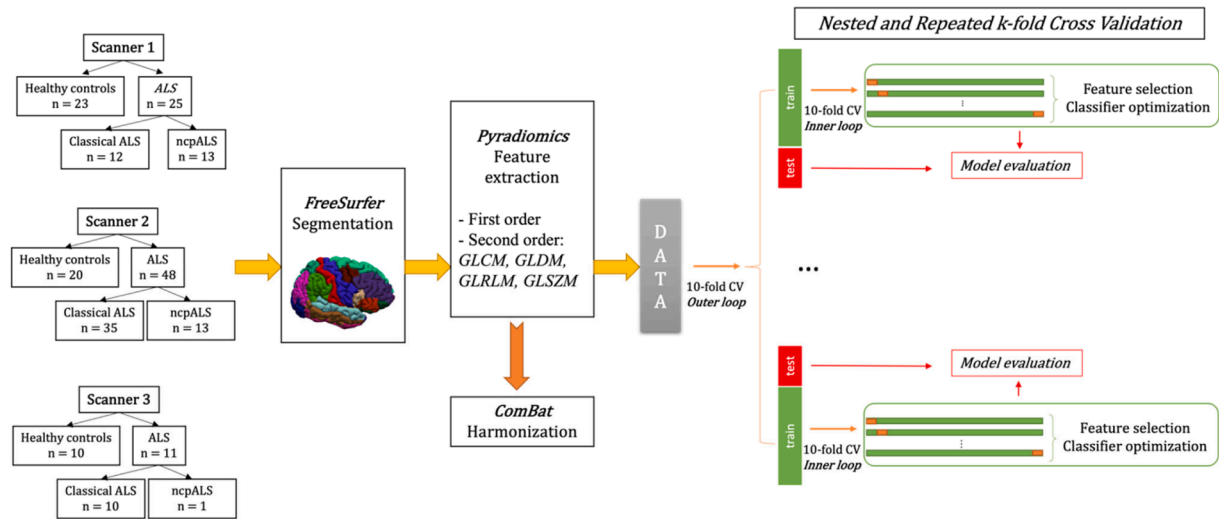 Scanner 1
Healthy controls
n = 23
ALS
n = 25
Classical ALS
n = 12
ncpALS
n = 13
Scanner 2
Healthy controls
n = 20
ALS
n = 48
Classical ALS
n = 35
ncpALS
n = 13
Scanner 3
Healthy controls
n = 10
ALS
n = 11
Classical ALS
n = 10
ncpALS
n = 1
FreeSurfer
Segmentation
Pyradiomics
Feature
extraction
- First order
- Second order:
GLCM, GLDM,
GLRLM, GLSZM
ComBat
Harmonization
DATA
10-fold CV
Outer loop
Nested and Repeated k-fold Cross Validation
train
10-fold CV
Inner loop
⋮
Feature selection
Classifier optimization
test
Model evaluation
...
test
Model evaluation
train
10-fold CV
Inner loop
⋮
Feature selection
Classifier optimization